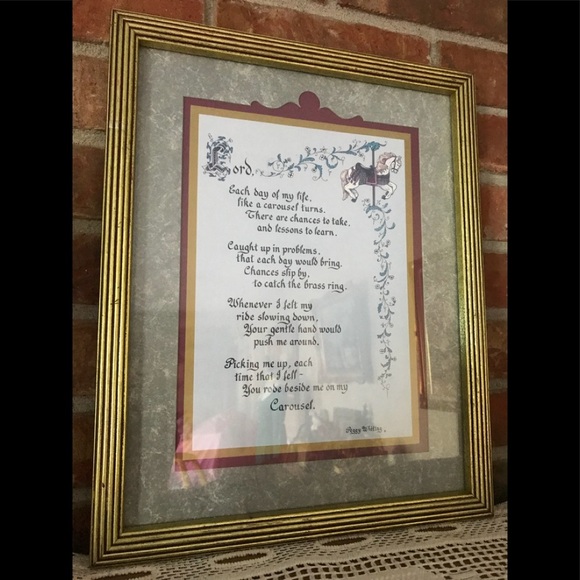 Lord,
Each day of my life,
like a carousel turns.
There are chances to take,
and lessons to learn.
Caught up in problems,
that each day would bring.
Chances slip by,
to catch the brass ring.
Whenever I felt my
ride slowing down,
Your gentle hand would
push me around.
Picking me up, each
time that I fell-
You rode beside me on my
Carousel.